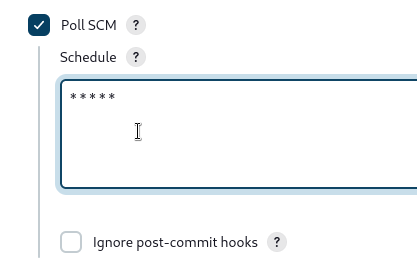 Poll SCM ?
Schedule ?
*****
Ignore post-commit hooks ?